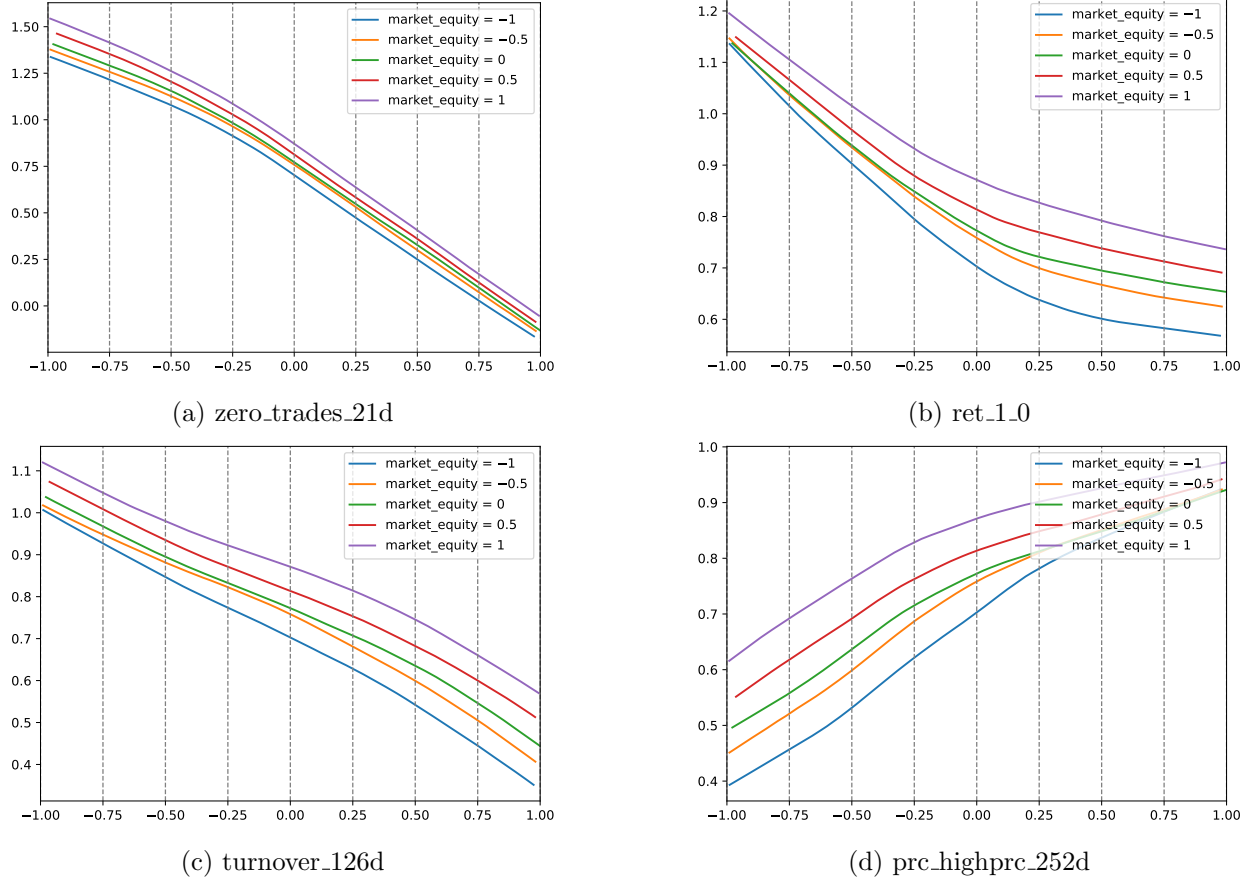 1.50
1.25
1.00
0.75
0.50
0.25
0.00
market_equity = −1
market_equity = −0.5
market_equity = 0
market_equity = 0.5
market_equity = 1
−1.00 −0.75 −0.50 −0.25 0.00 0.25 0.50 0.75 1.00
(a) zero_trades_21d
1.2
1.1
1.0
0.9
0.8
0.7
0.6
market_equity = −1
market_equity = −0.5
market_equity = 0
market_equity = 0.5
market_equity = 1
−1.00 −0.75 −0.50 −0.25 0.00 0.25 0.50 0.75 1.00
(b) ret_1_0
1.1
1.0
0.9
0.8
0.7
0.6
0.5
0.4
market_equity = −1
market_equity = −0.5
market_equity = 0
market_equity = 0.5
market_equity = 1
−1.00 −0.75 −0.50 −0.25 0.00 0.25 0.50 0.75 1.00
(c) turnover_126d
1.0
0.9
0.8
0.7
0.6
0.5
0.4
market_equity = −1
market_equity = −0.5
market_equity = 0
market_equity = 0.5
market_equity = 1
−1.00 −0.75 −0.50 −0.25 0.00 0.25 0.50 0.75 1.00
(d) prc_highprc_252d